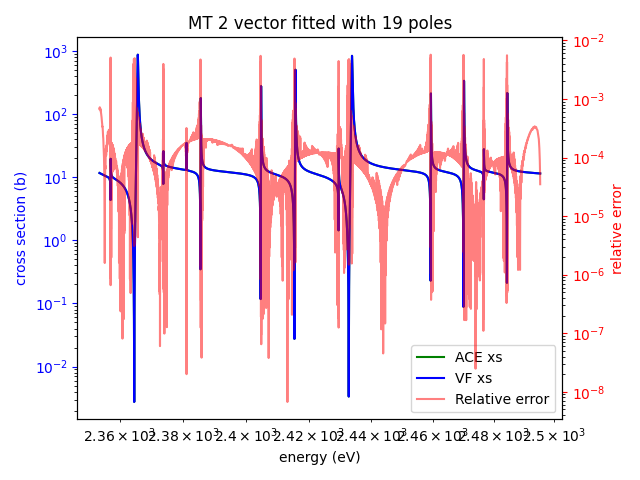 MT 2 vector fitted with 19 poles
10³
10²
10¹
10⁰
10⁻¹
10⁻²
cross section (b)
10⁻²
10⁻³
10⁻⁴
10⁻⁵
10⁻⁶
10⁻⁷
10⁻⁸
relative error
ACE xs
VF xs
Relative error
2.36 × 10³ 2.38 × 10³ 2.4 × 10³ 2.42 × 10³ 2.44 × 10³ 2.46 × 10³ 2.48 × 10³ 2.5 × 10³
energy (eV)